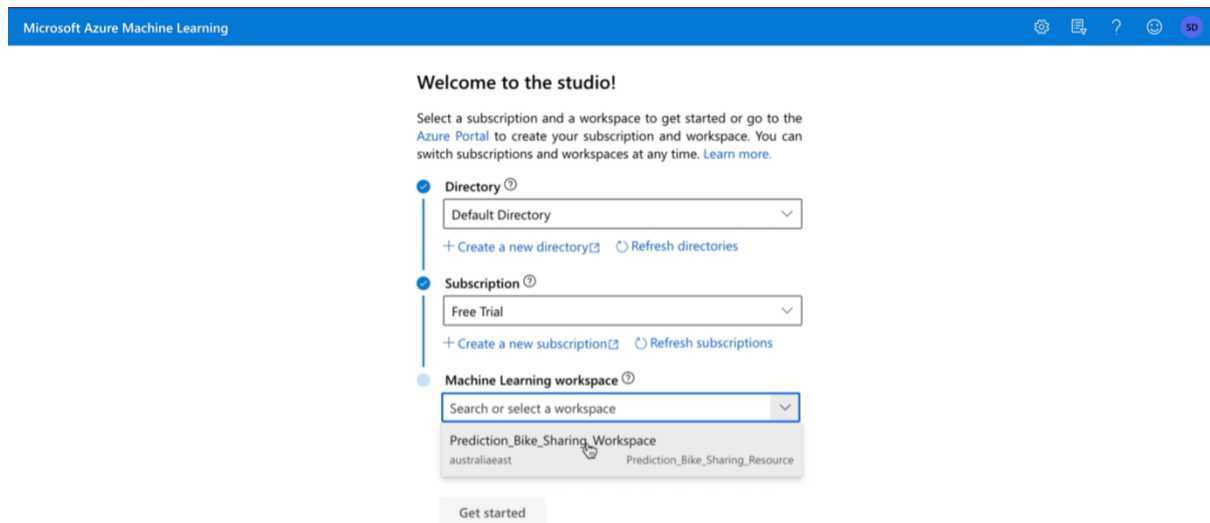 Microsoft Azure Machine Learning
SD
Welcome to the studio!
Select a subscription and a workspace to get started or go to the
Azure Portal to create your subscription and workspace. You can
switch subscriptions and workspaces at any time. Learn more.
Directory
Default Directory
+ Create a new directory Refresh directories
Subscription
Free Trial
+ Create a new subscription Refresh subscriptions
Machine Learning workspace
Search or select a workspace
Prediction_Bike_Sharing_Workspace
australiaeast Prediction_Bike_Sharing_Resource
Get started